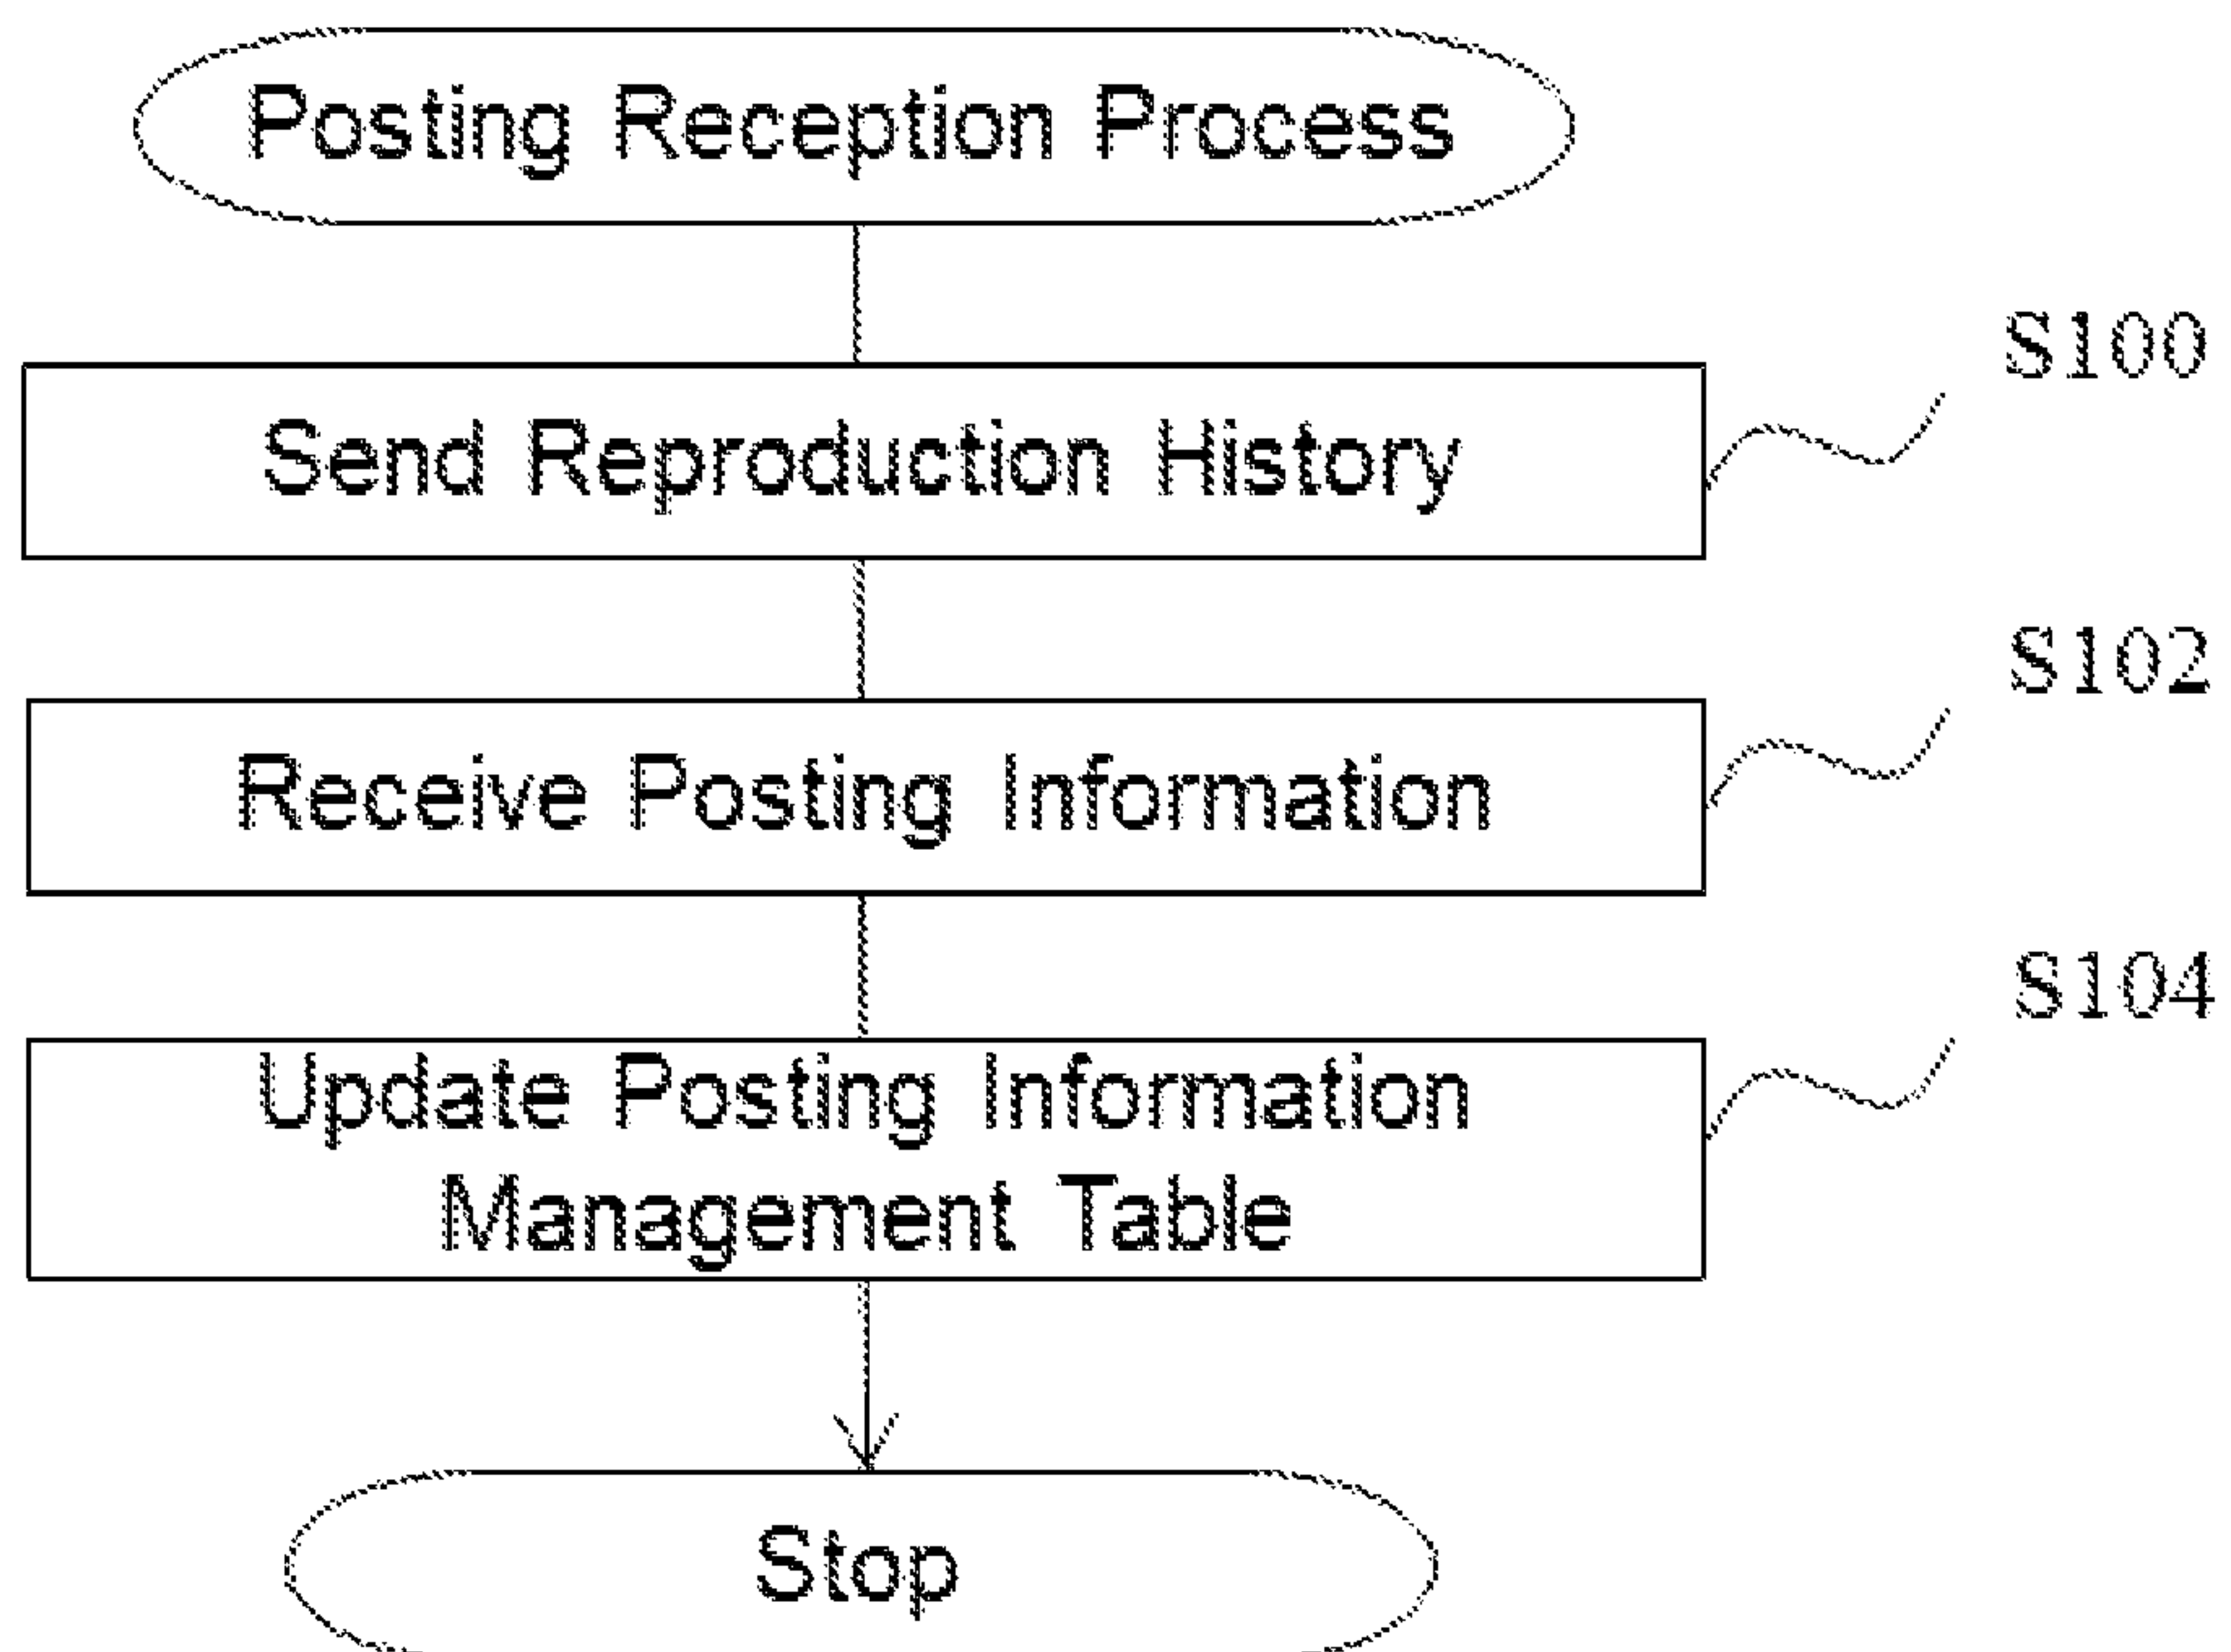 Posting Reception Process
S100
Send Reproduction History
S102
Receive Posting Information
S104
Update Posting Information
Management Table
Stop